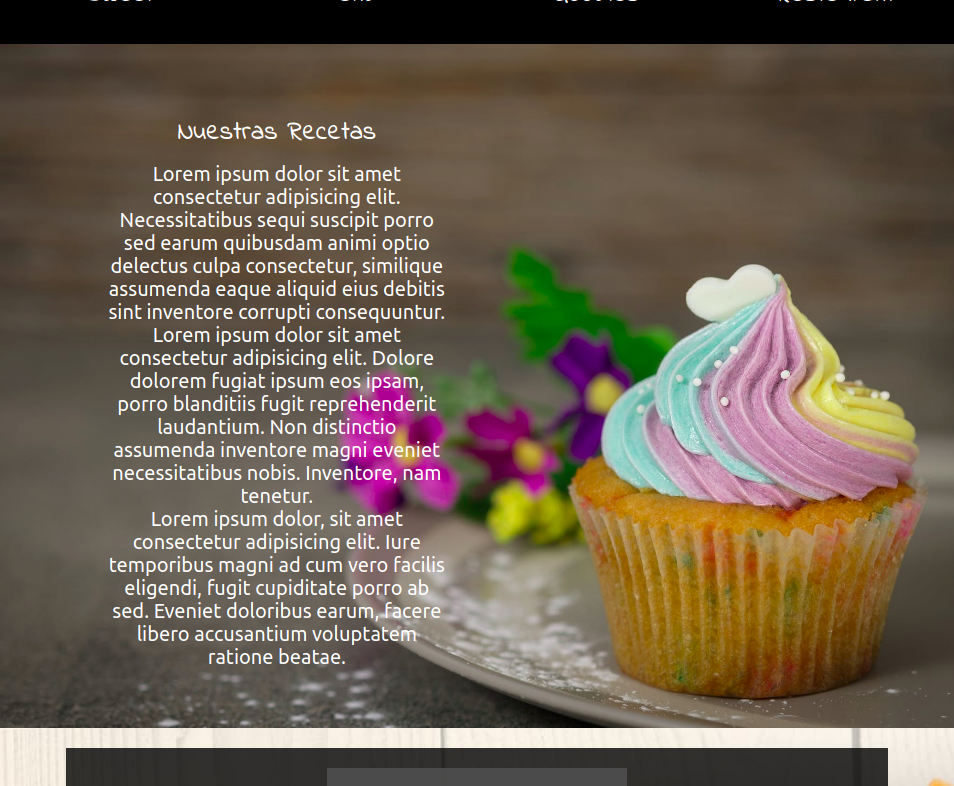 Nuestras Recetas
Lorem ipsum dolor sit amet
consectetur adipisicing elit.
Necessitatibus sequi suscipit porro
sed earum quibusdam animi optio
delectus culpa consectetur, similique
assumenda eaque aliquid eius debitis
sint inventore corrupti consequuntur.
Lorem ipsum dolor sit amet
consectetur adipisicing elit. Dolore
dolorem fugiat ipsum eos ipsam,
porro blanditiis fugit reprehenderit
laudantium. Non distinctio
assumenda inventore magni eveniet
necessitatibus nobis. Inventore, nam
tenetur.
Lorem ipsum dolor, sit amet
consectetur adipisicing elit. Iure
temporibus magni ad cum vero facilis
eligendi, fugit cupiditate porro ab
sed. Eveniet doloribus earum, facere
libero accusantium voluptatem
ratione beatae.